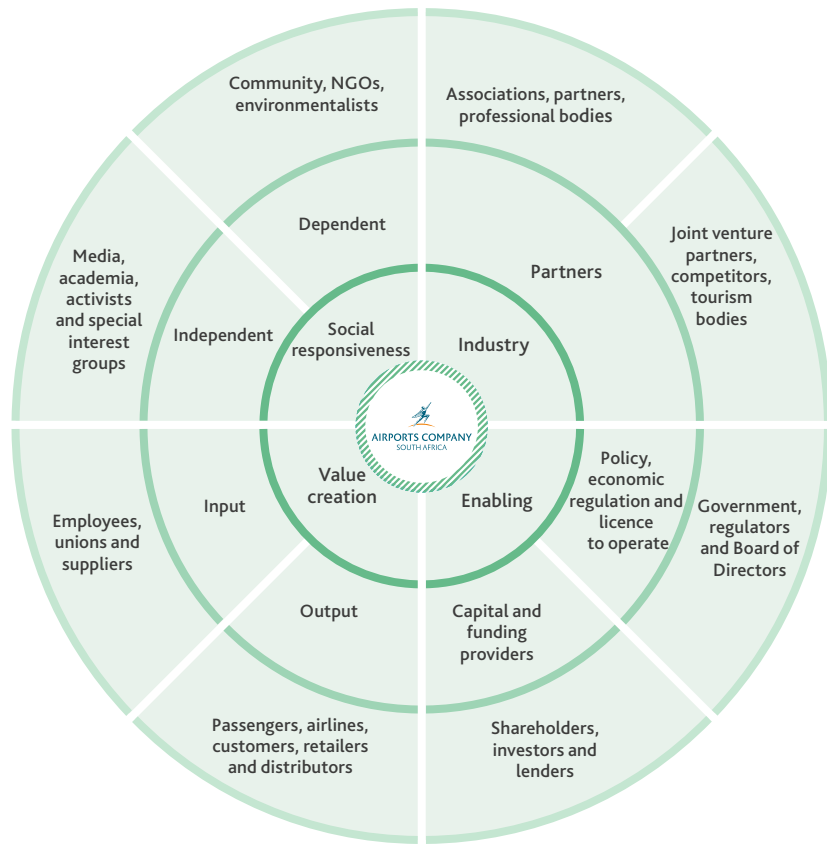 Community, NGOs,
environmentalists
Associations, partners,
professional bodies
Dependent
Media,
academia,
activists
and special
interest
groups
Joint venture
partners,
competitors,
tourism
bodies
Partners
Independent
Social
responsiveness
Industry
AIRPORTS COMPANY
SOUTH AFRICA
Value
creation
Enabling
Policy,
economic
regulation and
licence
to operate
Input
Employees,
unions and
suppliers
Government,
regulators
and Board of
Directors
Output
Capital and
funding
providers
Passengers, airlines,
customers, retailers
and distributors
Shareholders,
investors and
lenders